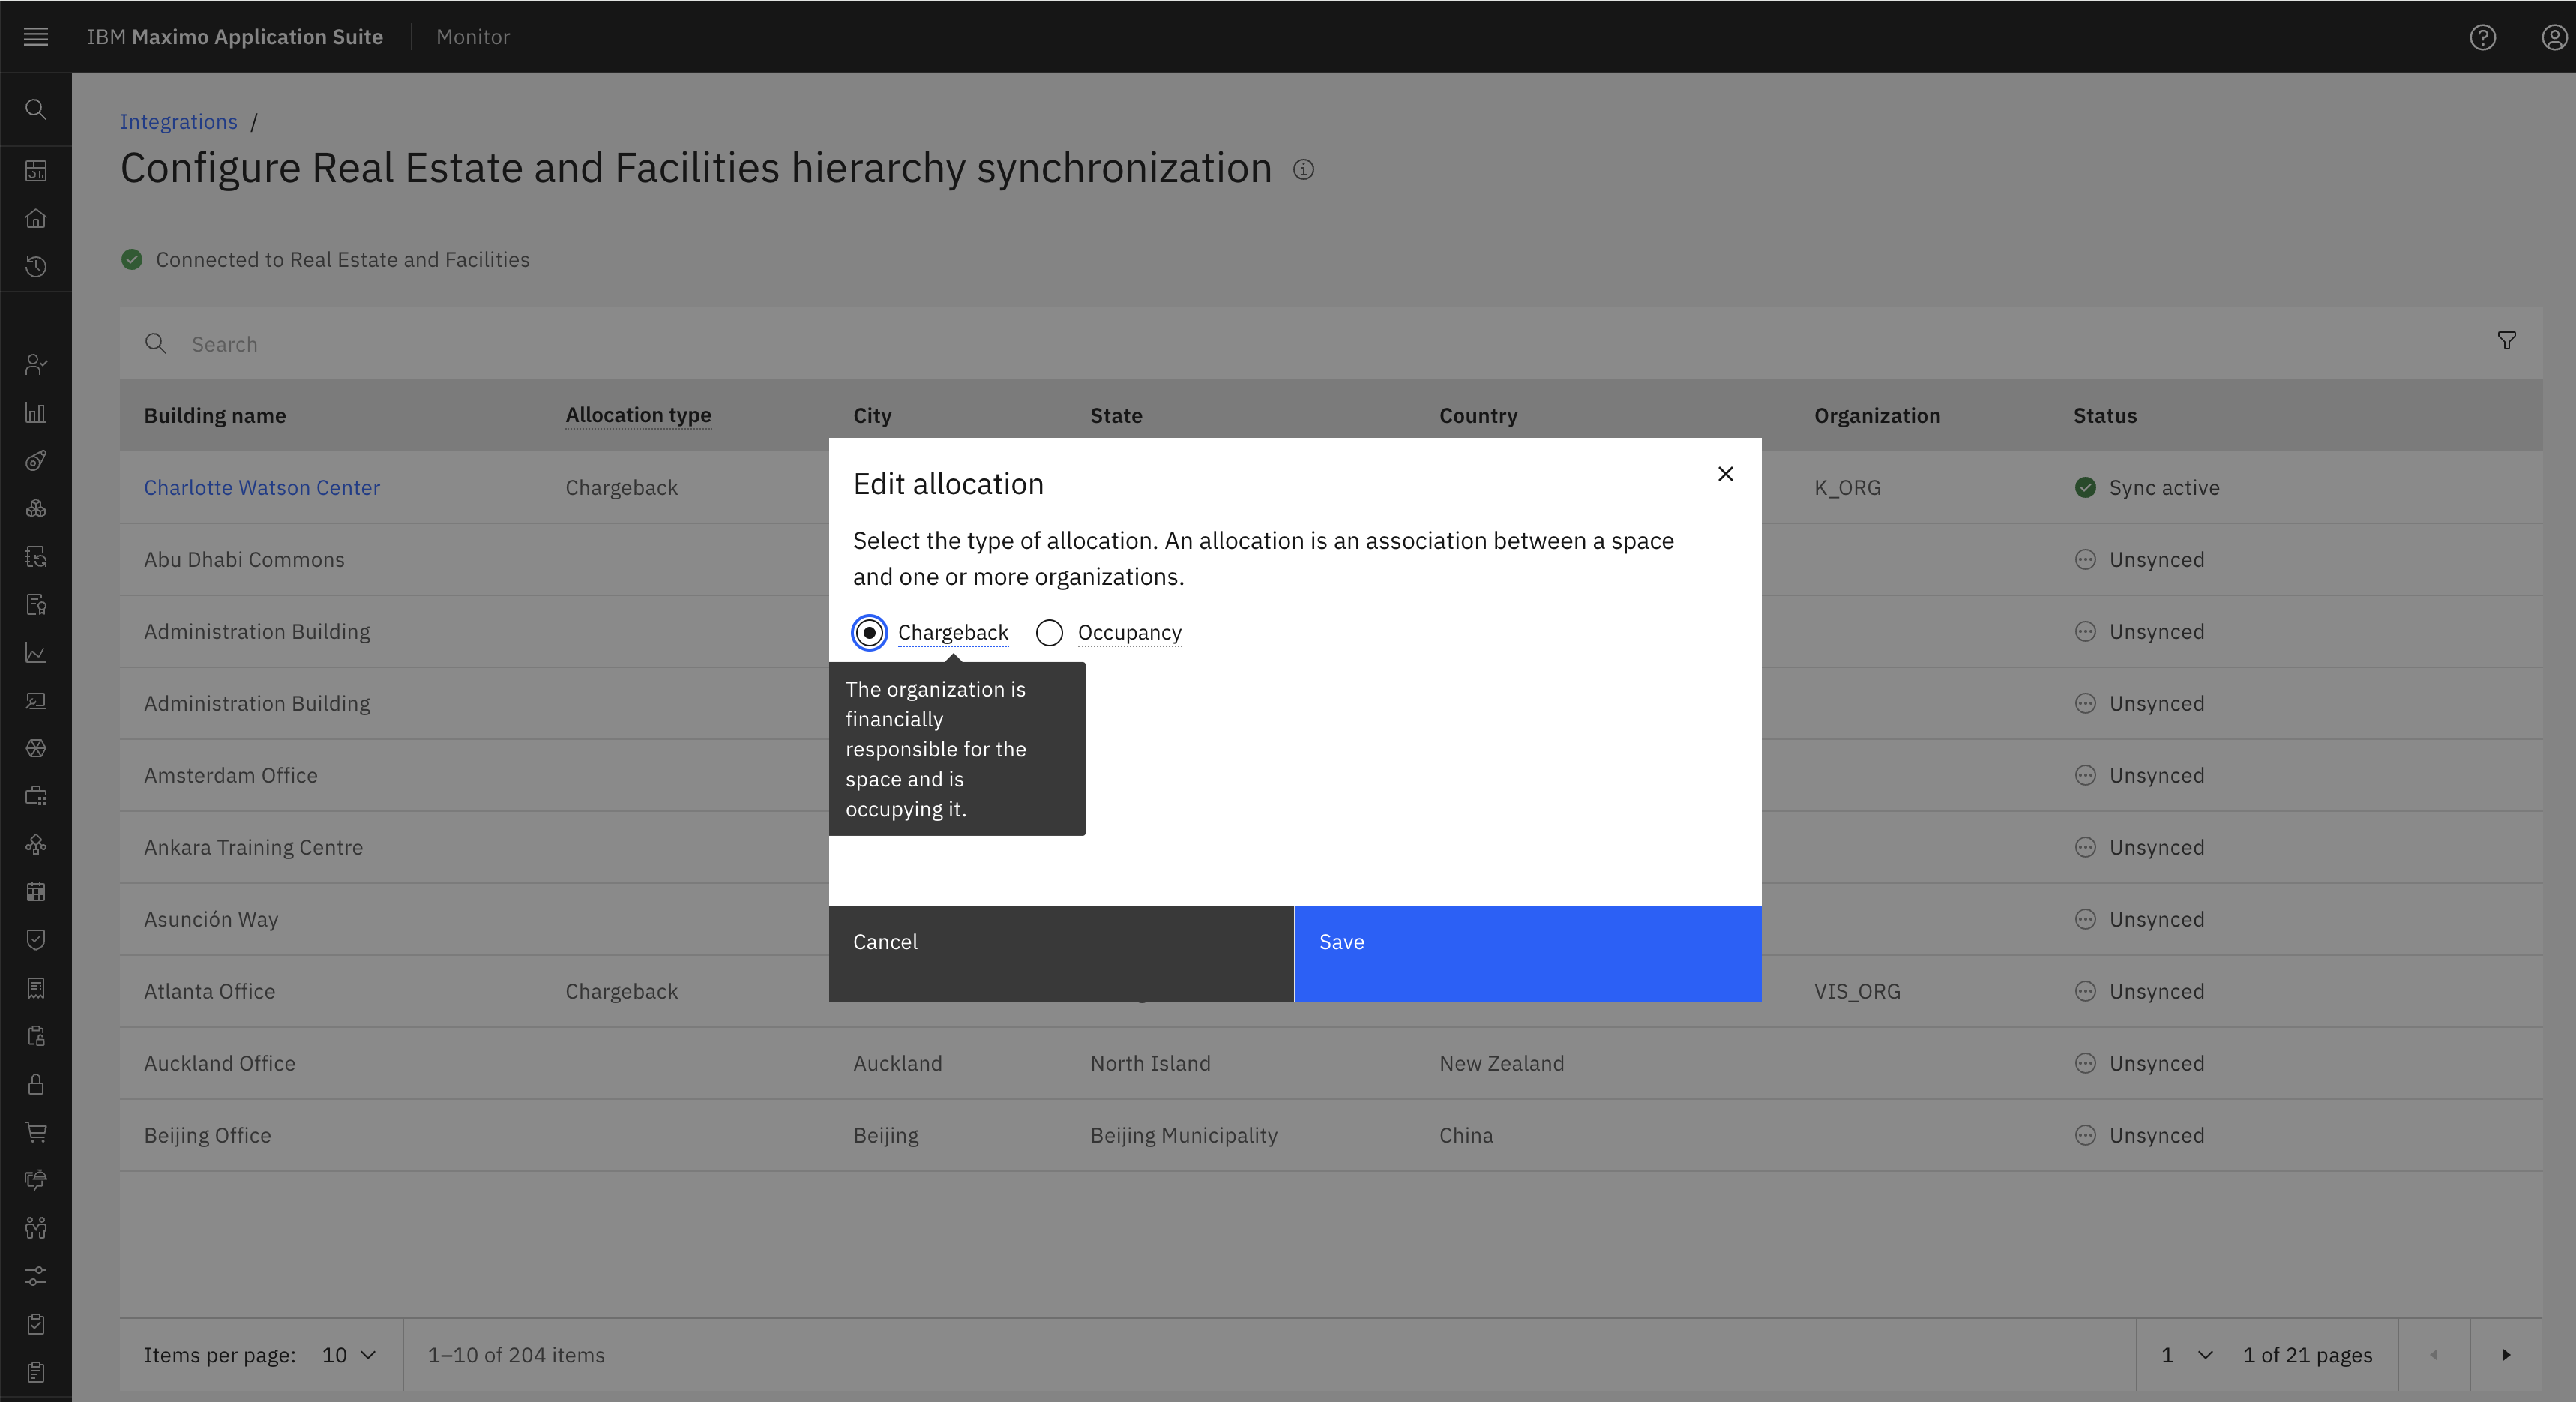 IBM Maximo Application Suite Monitor
Integrations /
Configure Real Estate and Facilities hierarchy synchronization
Connected to Real Estate and Facilities
Search
Building name Allocation type City State Country Organization Status
Charlotte Watson Center Chargeback K_ORG Sync active
Abu Dhabi Commons Unsynced
Administration Building Unsynced
Administration Building Unsynced
Amsterdam Office Unsynced
Ankara Training Centre Unsynced
Asunción Way Unsynced
Atlanta Office Chargeback VIS_ORG Unsynced
Auckland Office Auckland North Island New Zealand Unsynced
Beijing Office Beijing Beijing Municipality China Unsynced
Edit allocation
Select the type of allocation. An allocation is an association between a space
and one or more organizations.
Chargeback Occupancy
The organization is
financially
responsible for the
space and is
occupying it.
Cancel Save
Items per page: 10 1–10 of 204 items 1 1 of 21 pages